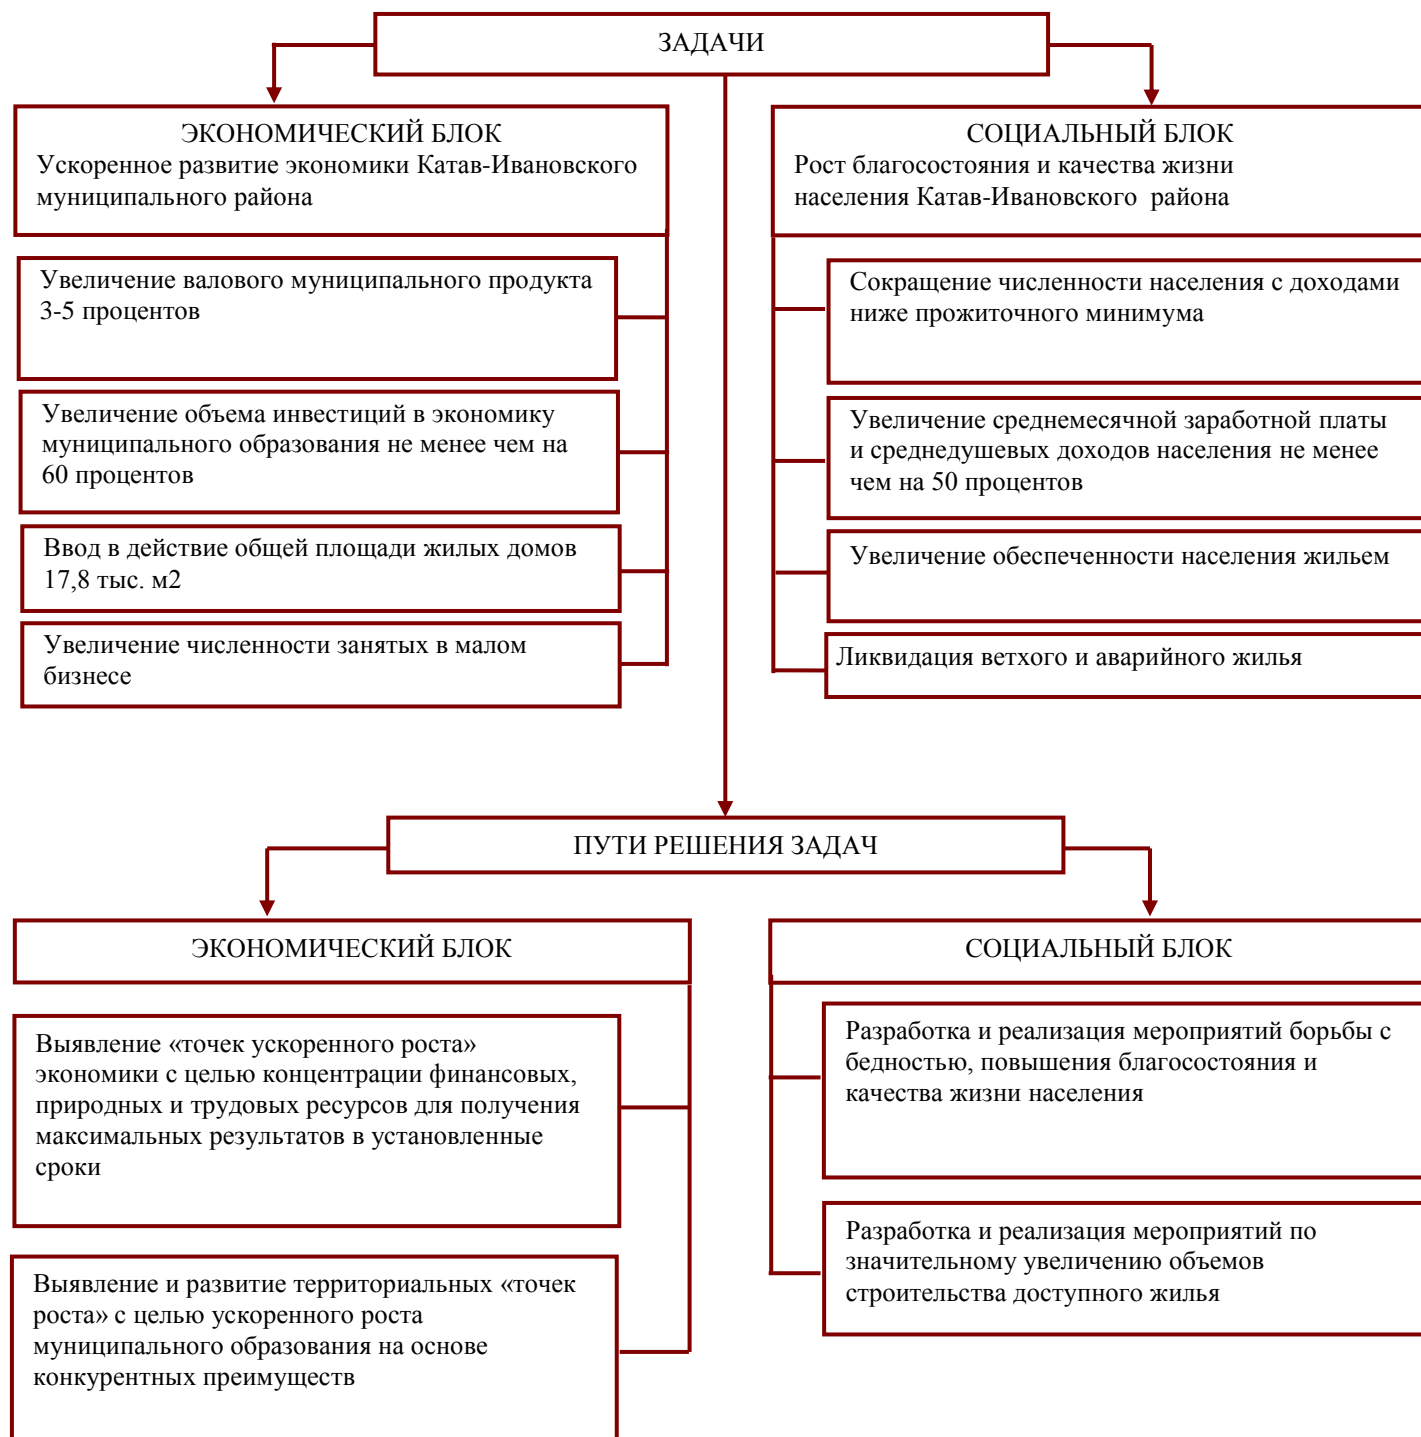 ЗАДАЧИ
ЭКОНОМИЧЕСКИЙ БЛОК
Ускоренное развитие экономики Катав-Ивановского
муниципального района
Увеличение валового муниципального продукта
3-5 процентов
Увеличение объема инвестиций в экономику
муниципального образования не менее чем на
60 процентов
Ввод в действие общей площади жилых домов
17,8 тыс. м2
Увеличение численности занятых в малом
бизнесе
СОЦИАЛЬНЫЙ БЛОК
Рост благосостояния и качества жизни
населения Катав-Ивановского района
Сокращение численности населения с доходами
ниже прожиточного минимума
Увеличение среднемесячной заработной платы
и среднедушевых доходов населения не менее
чем на 50 процентов
Увеличение обеспеченности населения жильем
Ликвидация ветхого и аварийного жилья
ПУТИ РЕШЕНИЯ ЗАДАЧ
ЭКОНОМИЧЕСКИЙ БЛОК
Выявление «точек ускоренного роста»
экономики с целью концентрации финансовых,
природных и трудовых ресурсов для получения
максимальных результатов в установленные
сроки
Выявление и развитие территориальных «точек
роста» с целью ускоренного роста
муниципального образования на основе
конкурентных преимуществ
СОЦИАЛЬНЫЙ БЛОК
Разработка и реализация мероприятий борьбы с
бедностью, повышения благосостояния и
качества жизни населения
Разработка и реализация мероприятий по
значительному увеличению объемов
строительства доступного жилья